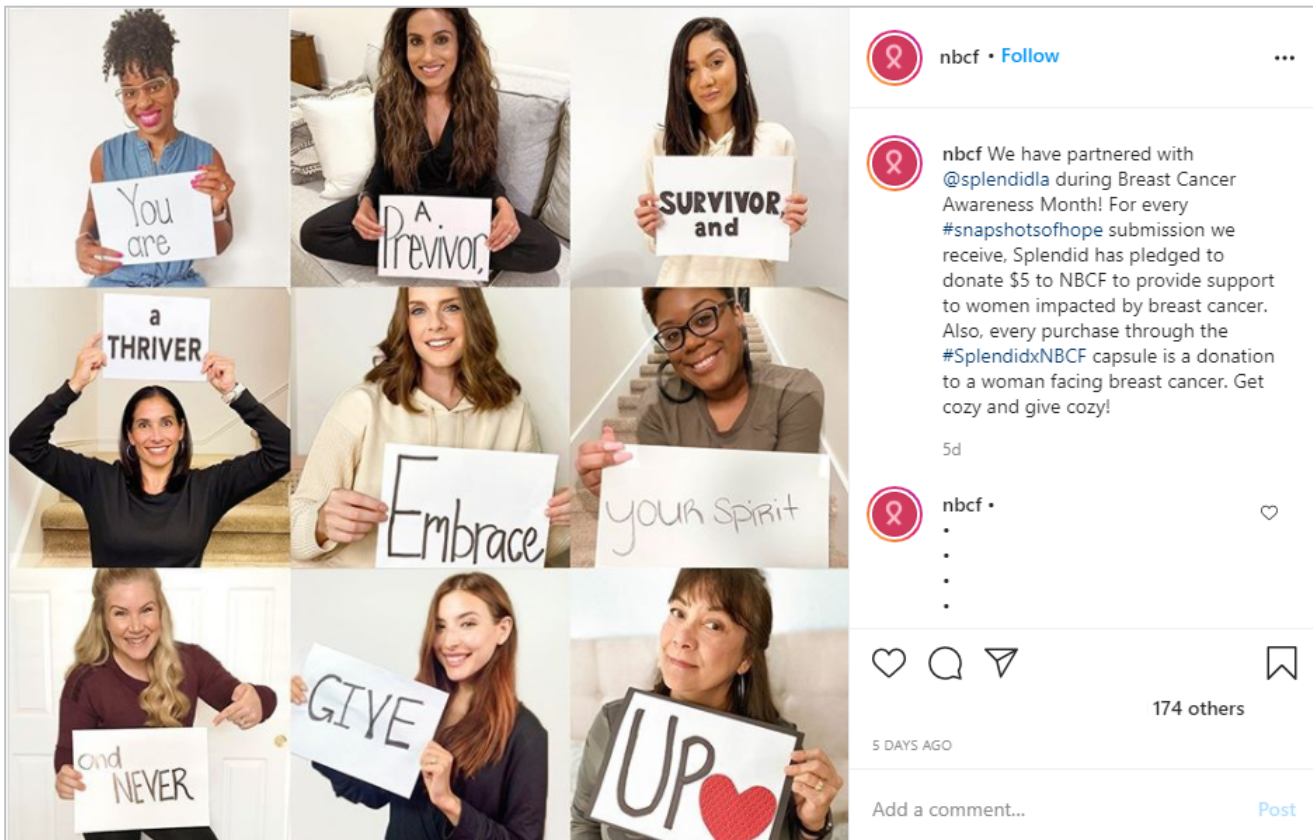 You
are
A
Previvor,
SURVIVOR,
and
a
THRIVER
Embrace
your Spirit
and
NEVER
GIVE
UP
nbcf • Follow
nbcf We have partnered with
@splendidla during Breast Cancer
Awareness Month! For every
#snapshotsofhope submission we
receive, Splendid has pledged to
donate $5 to NBCF to provide support
to women impacted by breast cancer.
Also, every purchase through the
#SplendidxNBCF capsule is a donation
to a woman facing breast cancer. Get
cozy and give cozy!
5d
nbcf •
•
•
•
•
174 others
5 DAYS AGO
Add a comment... Post